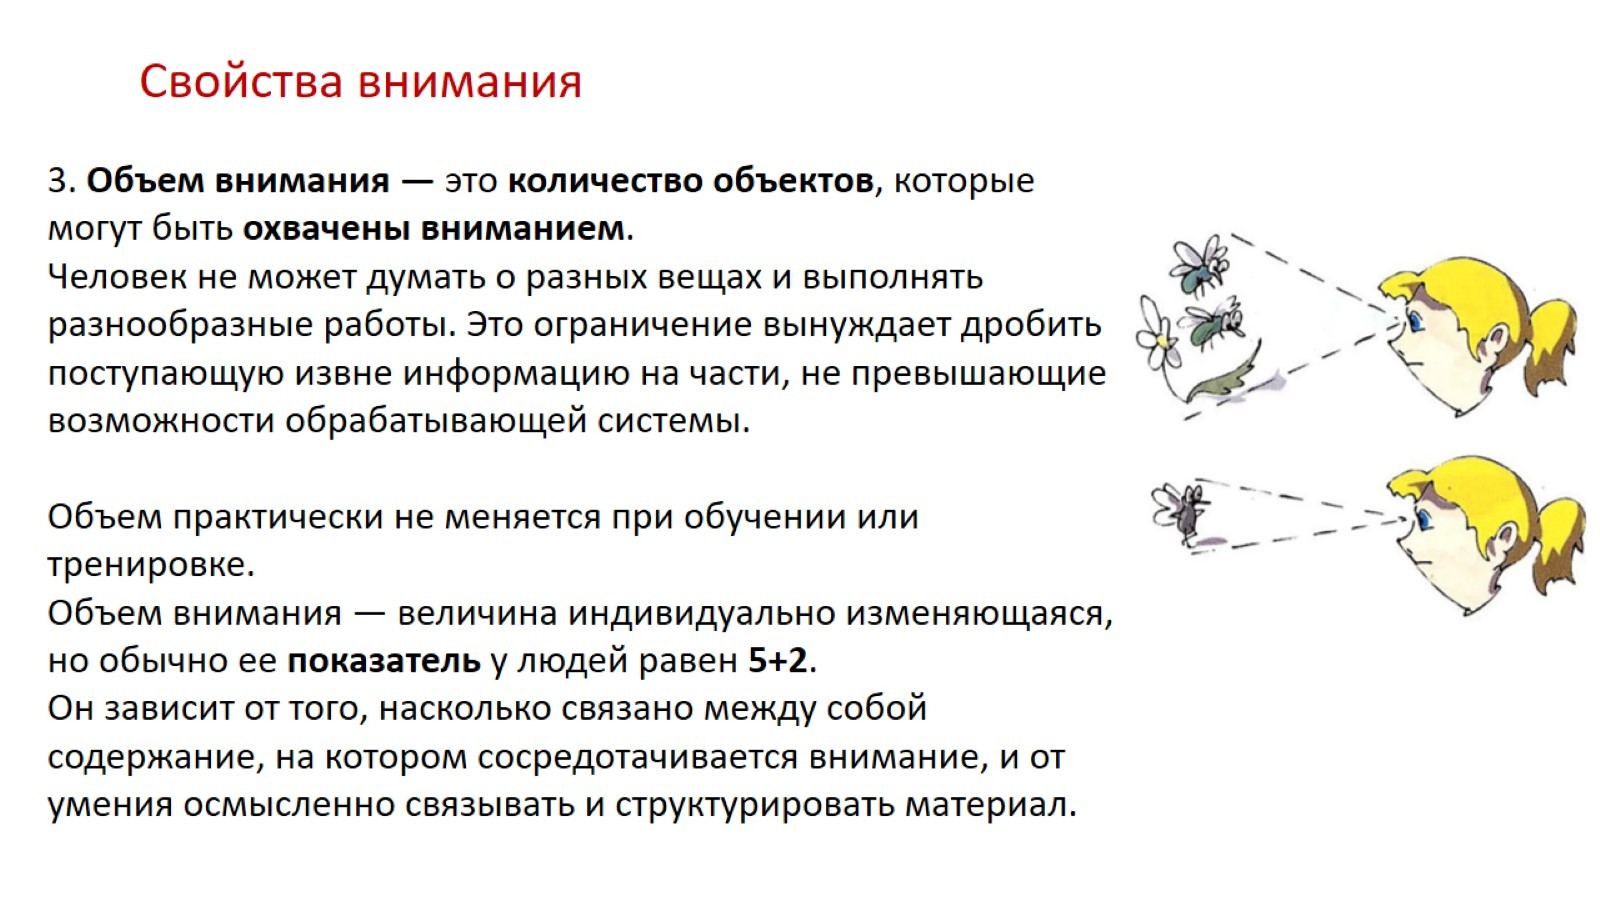 Свойства внимания
3. Объем внимания — это количество объектов, которые
могут быть охвачены вниманием.
Человек не может думать о разных вещах и выполнять
разнообразные работы. Это ограничение вынуждает дробить
поступающую извне информацию на части, не превышающие
возможности обрабатывающей системы.
Объем практически не меняется при обучении или
тренировке.
Объем внимания — величина индивидуально изменяющаяся,
но обычно ее показатель у людей равен 5+2.
Он зависит от того, насколько связано между собой
содержание, на котором сосредотачивается внимание, и от
умения осмысленно связывать и структурировать материал.